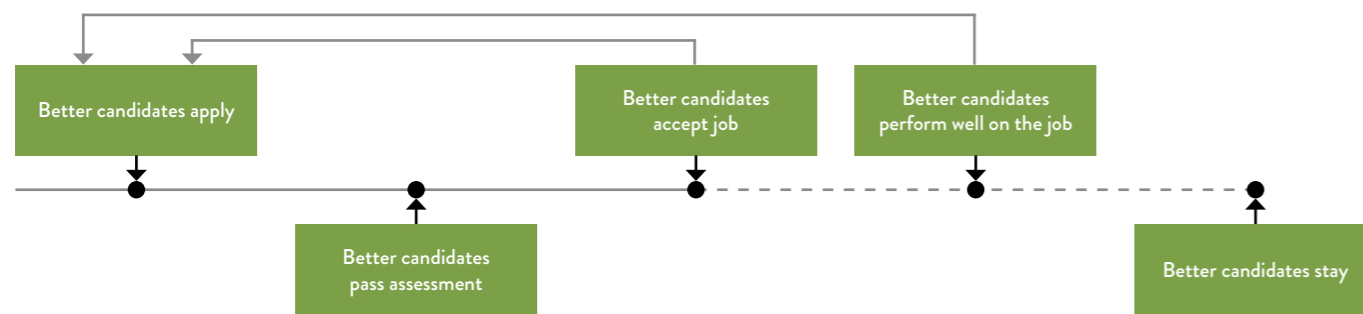 Better candidates apply
Better candidates
accept job
Better candidates
perform well on the job
Better candidates
pass assessment
Better candidates stay